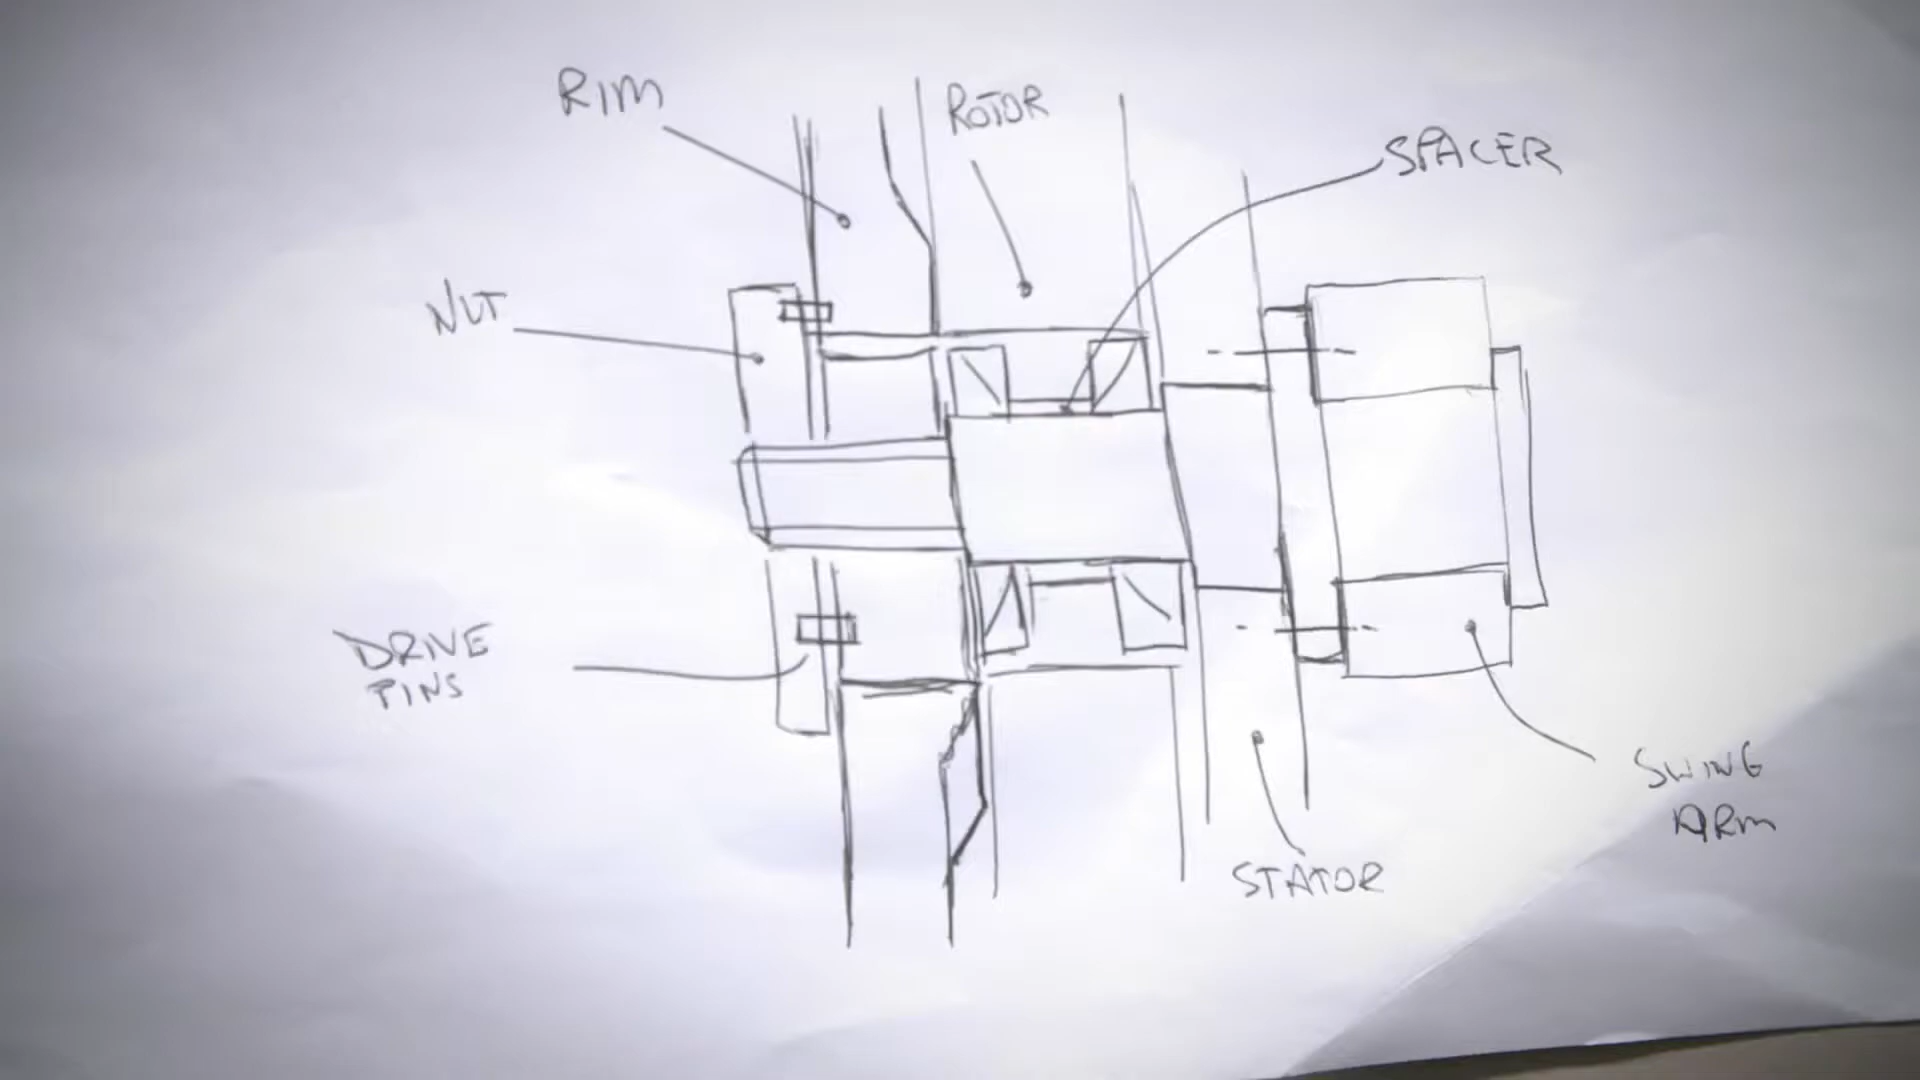 RIM
ROTOR
SPACER
NUT
DRIVE
PINS
SWING
ARM
STATOR